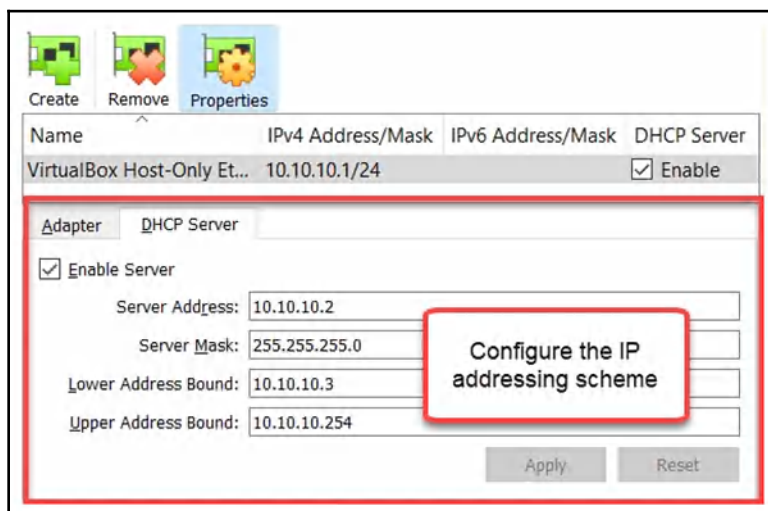 Create Remove Properties
Name IPv4 Address/Mask IPv6 Address/Mask DHCP Server
VirtualBox Host-Only Et... 10.10.10.1/24 Enable
Adapter DHCP Server
Enable Server
Server Address: 10.10.10.2
Server Mask: 255.255.255.0
Lower Address Bound: 10.10.10.3
Upper Address Bound: 10.10.10.254
Configure the IP
addressing scheme
Apply Reset